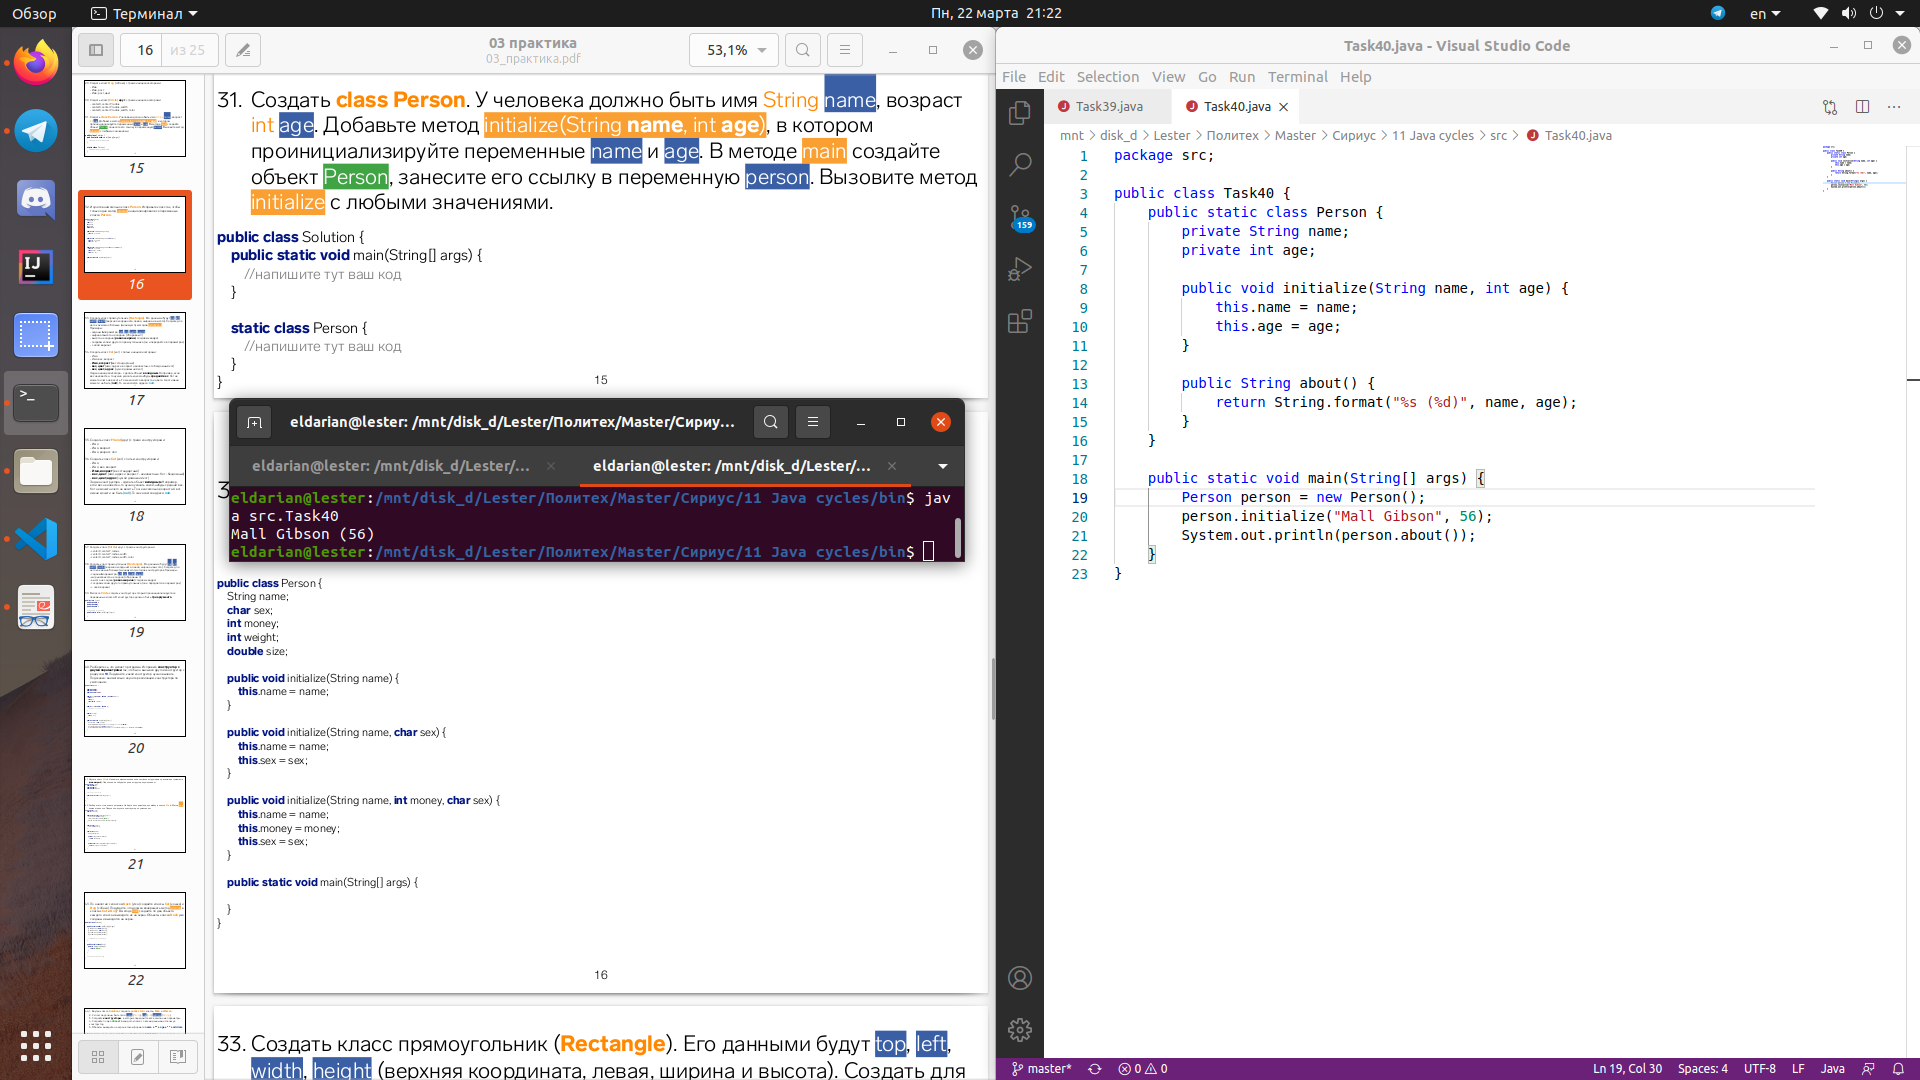 Обзор
Терминал
Пн, 22 марта 21:22
en
16
из 25
03 практика
03_практика.pdf
53,1%
15
16
17
18
19
20
21
22
31. Создать class Person. У человека должно быть имя String name, возраст
int age. Добавьте метод initialize(String name, int age), в котором
проинициализируйте переменные name и age. В методе main создайте
объект Person, занесите его ссылку в переменную person. Вызовите метод
initialize с любыми значениями.
public class Solution {
public static void main(String[] args) {
//напишите тут ваш код
}
static class Person {
//напишите тут ваш код
}
}
15
eldarian@lester: /mnt/disk_d/Lester/Политех/Master/Сириу...
eldarian@lester: /mnt/disk_d/Lester/...
eldarian@lester: /mnt/disk_d/Lester/...
eldarian@lester:/mnt/disk_d/Lester/Политех/Master/Сириус/11 Java cycles/bin$ jav
a src.Task40
Mall Gibson (56)
eldarian@lester:/mnt/disk_d/Lester/Политех/Master/Сириус/11 Java cycles/bin$
public class Person {
String name;
char sex;
int money;
int weight;
double size;
public void initialize(String name) {
this.name = name;
}
public void initialize(String name, char sex) {
this.name = name;
this.sex = sex;
}
public void initialize(String name, int money, char sex) {
this.name = name;
this.money = money;
this.sex = sex;
}
public static void main(String[] args) {
}
}
16
33. Создать класс прямоугольник (Rectangle). Его данными будут top, left,
width, height (верхняя координата, левая, ширина и высота). Создать для
Task40.java - Visual Studio Code
File Edit Selection View Go Run Terminal Help
Task39.java
Task40.java
mnt > disk_d > Lester > Политех > Master > Сириус > 11 Java cycles > src > Task40.java
159
1 package src;
2
3 public class Task40 {
4 public static class Person {
5 private String name;
6 private int age;
7
8 public void initialize(String name, int age) {
9 this.name = name;
10 this.age = age;
11 }
12
13 public String about() {
14 return String.format("%s (%d)", name, age);
15 }
16 }
17
18 public static void main(String[] args) {
19 Person person = new Person();
20 person.initialize("Mall Gibson", 56);
21 System.out.println(person.about());
22 }
23 }
master* 0 0
Ln 19, Col 30 Spaces: 4 UTF-8 LF Java